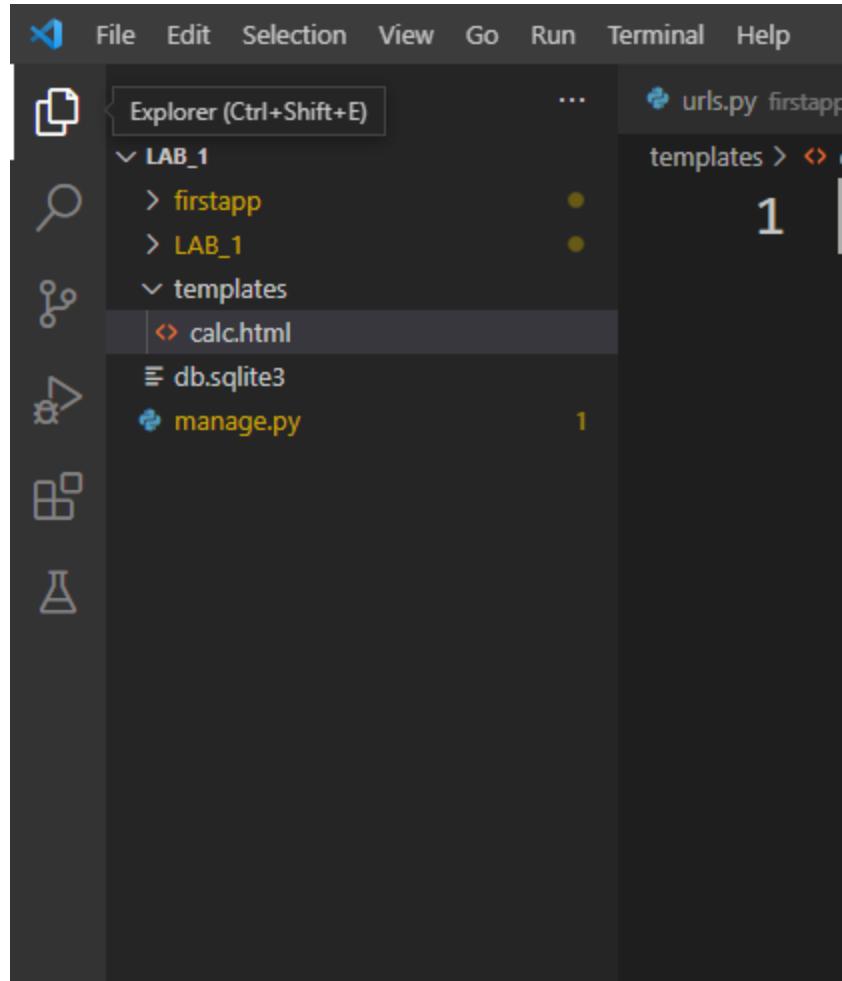 File Edit Selection View Go Run Terminal Help
Explorer (Ctrl+Shift+E)
LAB_1
firstapp
LAB_1
templates
calc.html
db.sqlite3
manage.py 1
urls.py firstapp
templates >
1